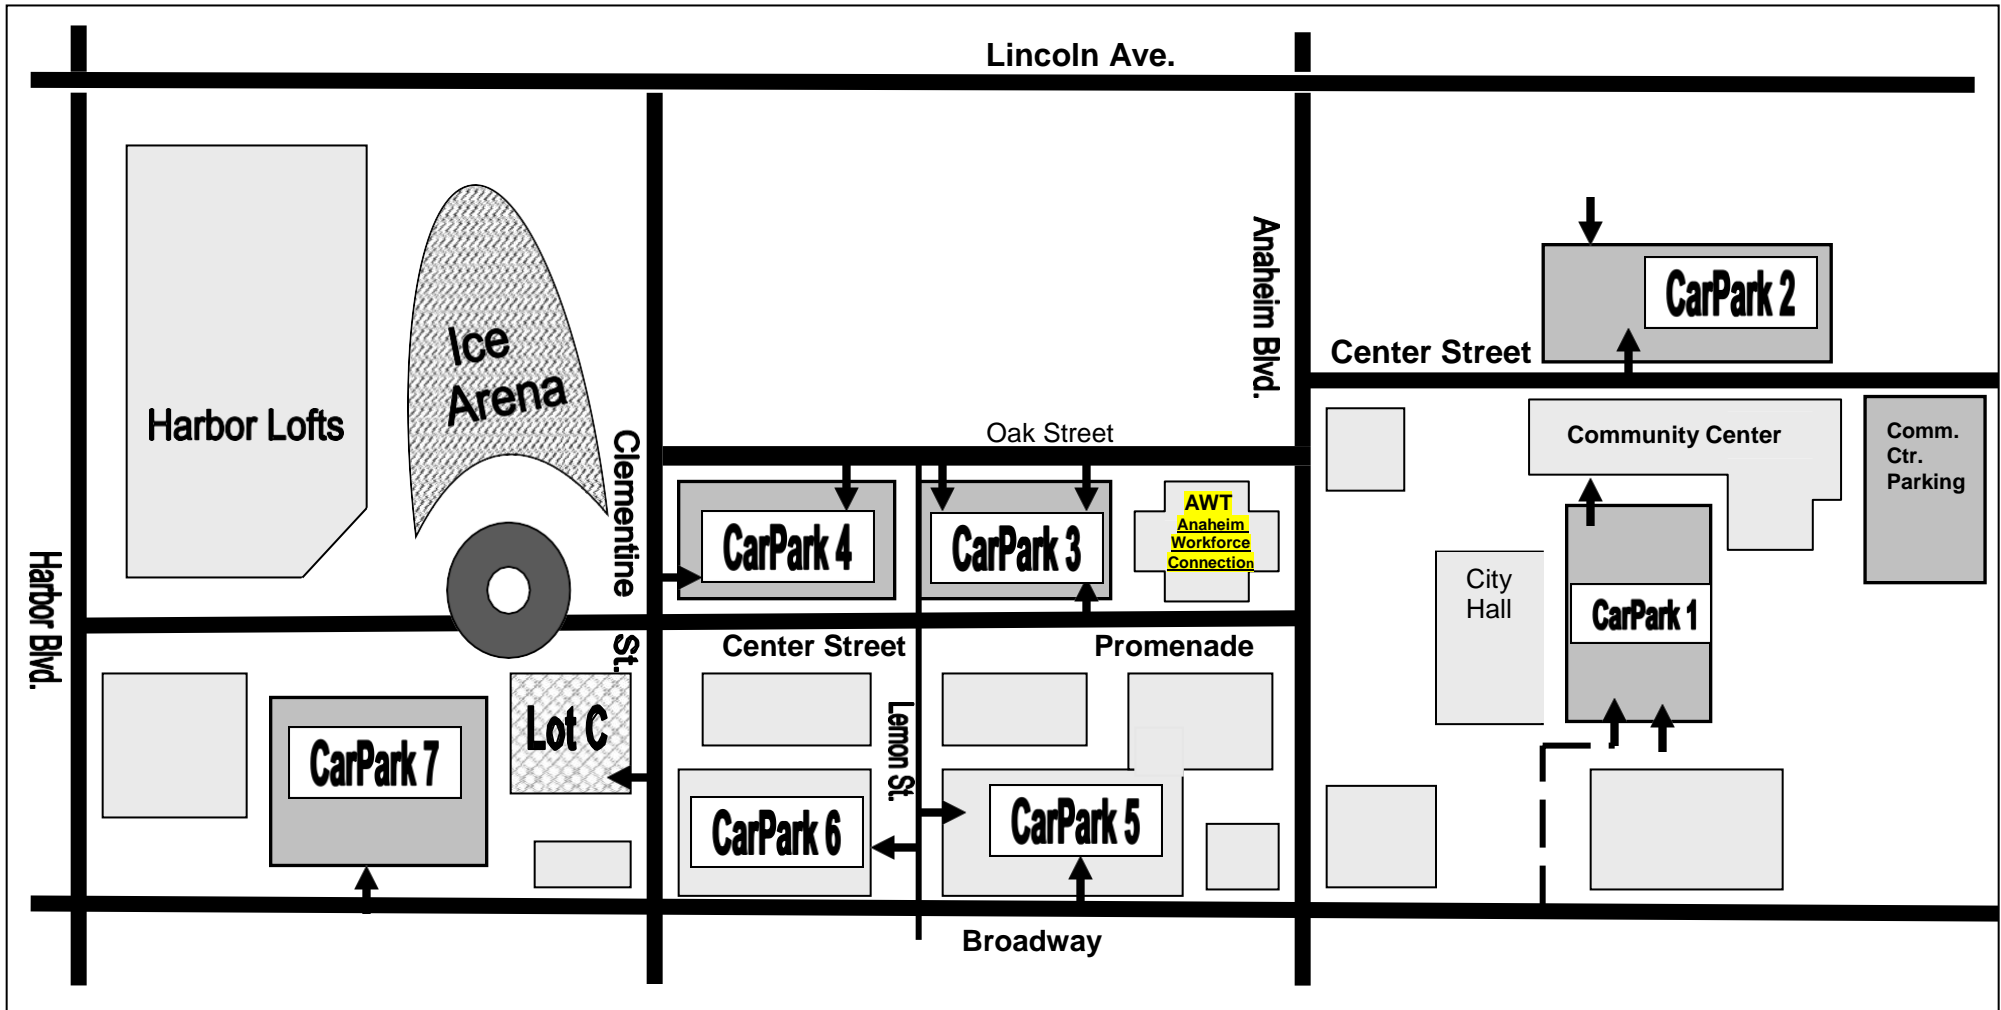 Lincoln Ave.
Anaheim Blvd.
CarPark 2
Center Street
Ice
Arena
Harbor Lofts
Clementine St.
Oak Street
Community Center
Comm.
Ctr.
Parking
AWT
Anaheim
Workforce
Connection
CarPark 4
CarPark 3
City
Hall
CarPark 1
Harbor Blvd.
Center Street
Promenade
Lot C
Lemon St.
CarPark 7
CarPark 6
CarPark 5
Broadway